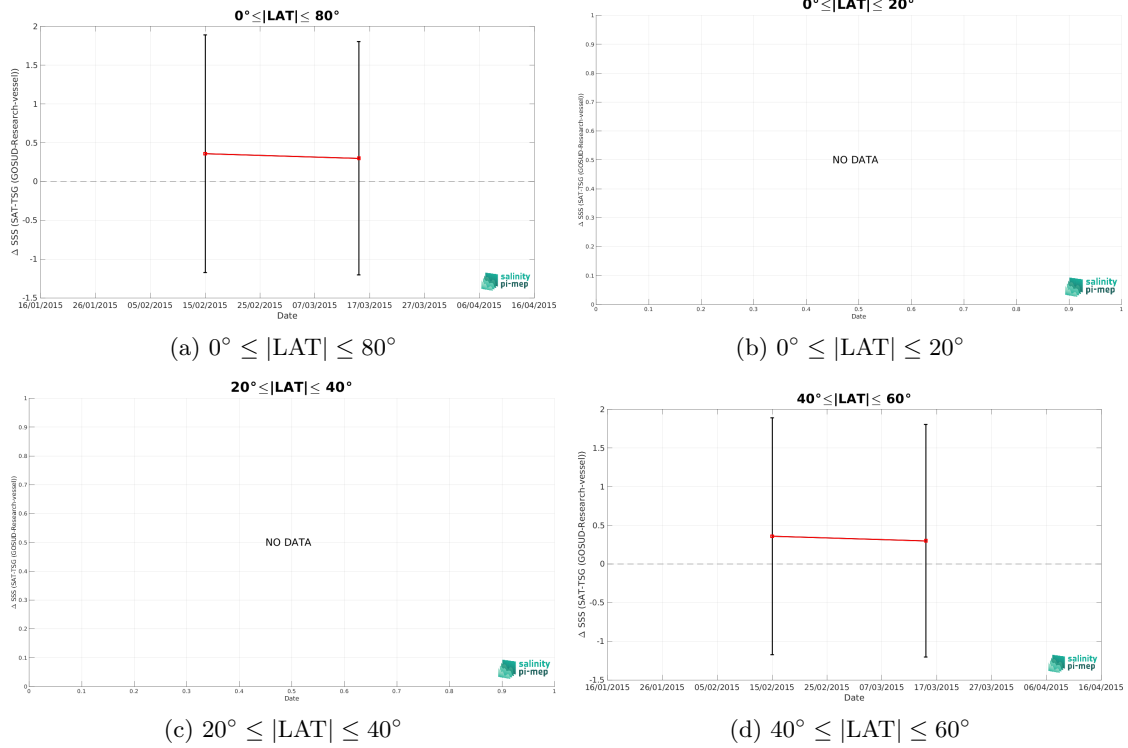 0°≤|LAT|≤ 80°
Δ SSS (SAT-TSG (GOSUD-Research-vessel))
2
1.5
1
0.5
0
-0.5
-1
-1.5
16/01/2015 26/01/2015 05/02/2015 15/02/2015 25/02/2015 07/03/2015 17/03/2015 27/03/2015 06/04/2015 16/04/2015
Date
salinity
pi-mep
(a) 0° ≤ |LAT| ≤ 80°
0°≤|LAT|≤ 20°
Δ SSS (SAT-TSG (GOSUD-Research-vessel))
1
0.9
0.8
0.7
0.6
0.5
0.4
0.3
0.2
0.1
0
NO DATA
0 0.1 0.2 0.3 0.4 0.5 0.6 0.7 0.8 0.9 1
Date
salinity
pi-mep
(b) 0° ≤ |LAT| ≤ 20°
20°≤|LAT|≤ 40°
Δ SSS (SAT-TSG (GOSUD-Research-vessel))
1
0.9
0.8
0.7
0.6
0.5
0.4
0.3
0.2
0.1
0
NO DATA
0 0.1 0.2 0.3 0.4 0.5 0.6 0.7 0.8 0.9 1
Date
salinity
pi-mep
(c) 20° ≤ |LAT| ≤ 40°
40°≤|LAT|≤ 60°
Δ SSS (SAT-TSG (GOSUD-Research-vessel))
2
1.5
1
0.5
0
-0.5
-1
-1.5
16/01/2015 26/01/2015 05/02/2015 15/02/2015 25/02/2015 07/03/2015 17/03/2015 27/03/2015 06/04/2015 16/04/2015
Date
salinity
pi-mep
(d) 40° ≤ |LAT| ≤ 60°